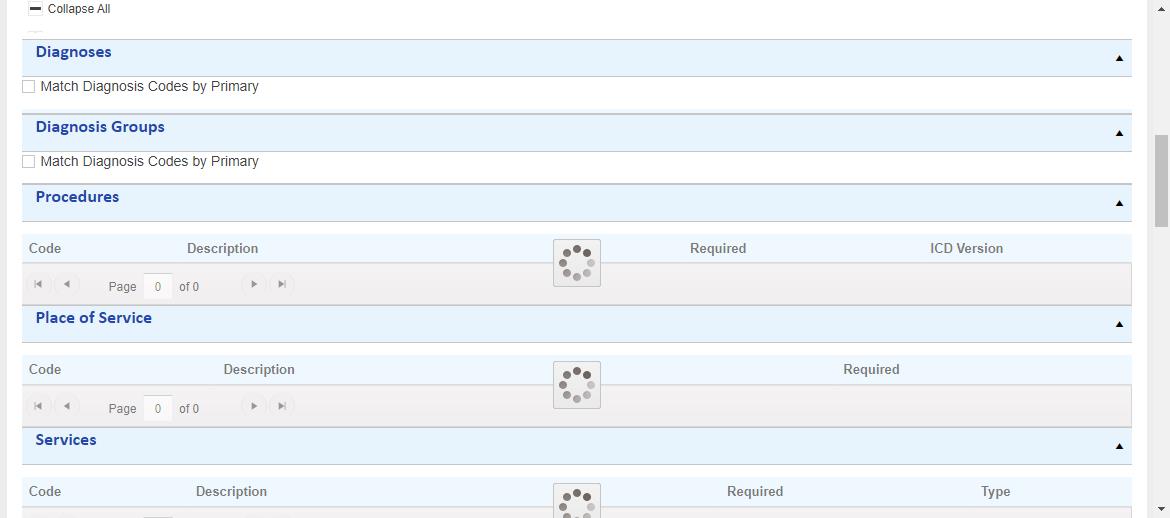 Collapse All
Diagnoses
Match Diagnosis Codes by Primary
Diagnosis Groups
Match Diagnosis Codes by Primary
Procedures
Code Description Required ICD Version
Page 0 of 0
Place of Service
Code Description Required
Page 0 of 0
Services
Code Description Required Type